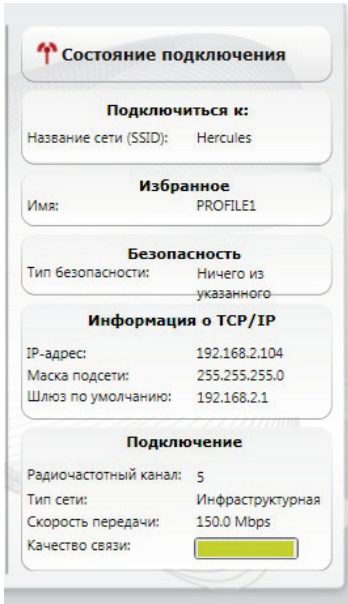 Состояние подключения
Подключиться к:
Название сети (SSID): Hercules
Избранное
Имя: PROFILE1
Безопасность
Тип безопасности: Ничего из
указанного
Информация о TCP/IP
IP-адрес: 192.168.2.104
Маска подсети: 255.255.255.0
Шлюз по умолчанию: 192.168.2.1
Подключение
Радиочастотный канал: 5
Тип сети: Инфраструктурная
Скорость передачи: 150.0 Mbps
Качество связи: